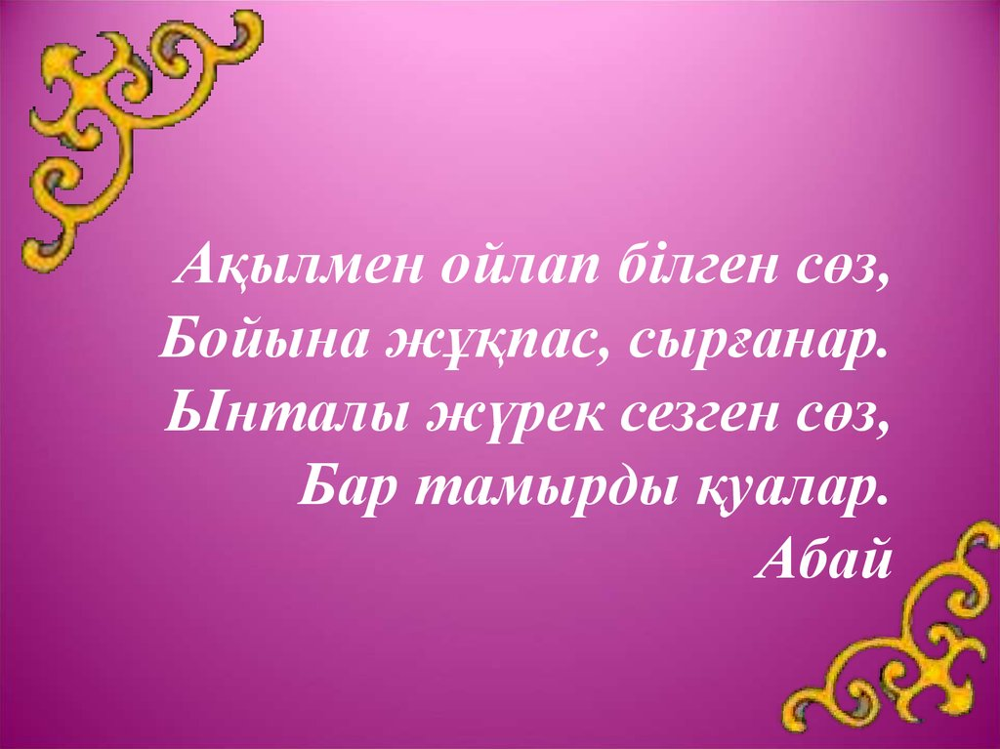 Ақылмен ойлап білген сөз,
Бойына жұқпас, сырғанар.
Ынталы жүрек сезген сөз,
Бар тамырды қуалар.
Абай